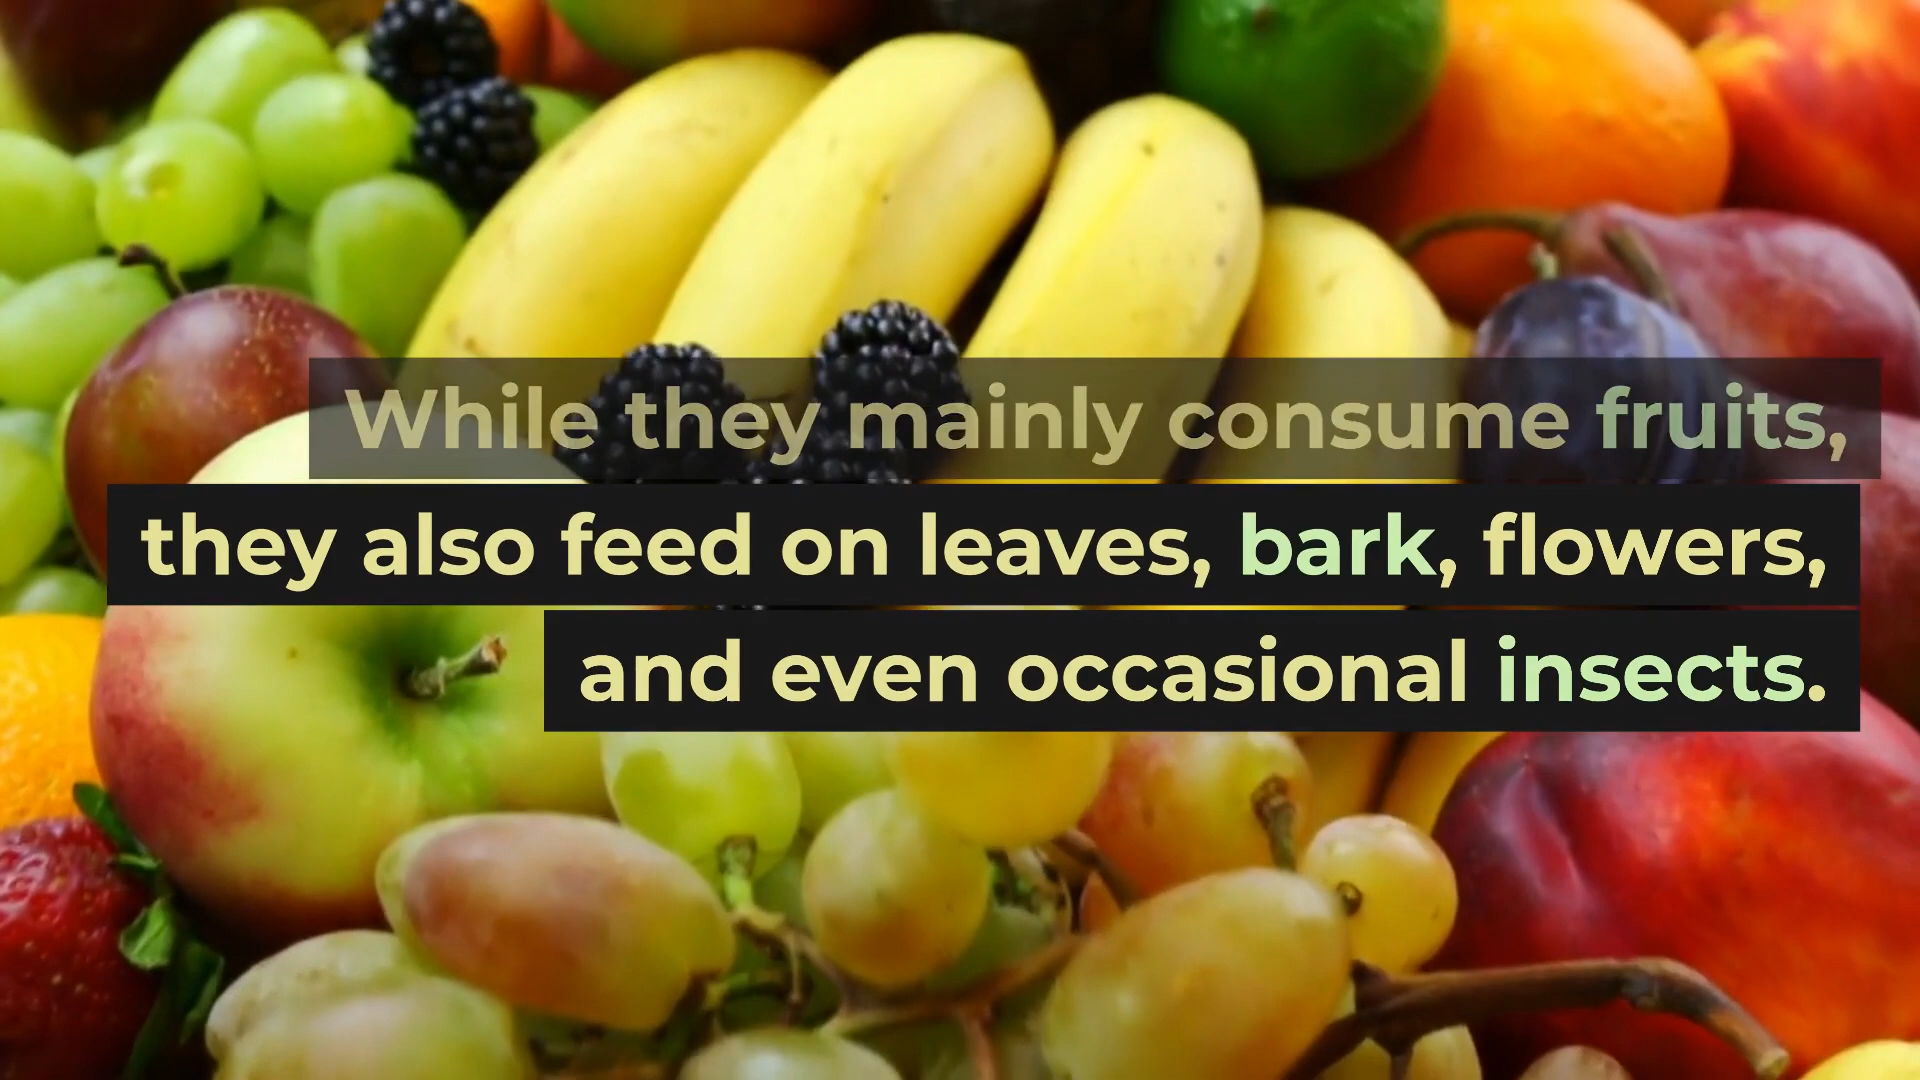 While they mainly consume fruits,
they also feed on leaves, bark, flowers,
and even occasional insects.